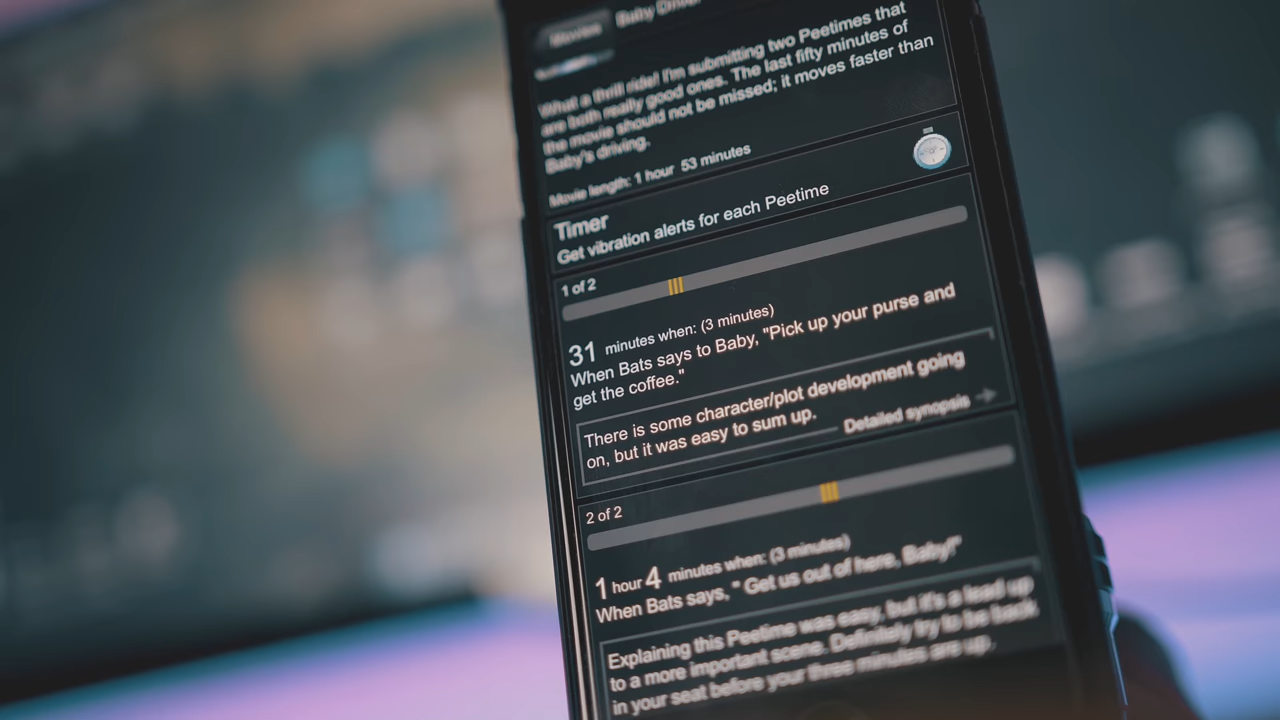 Movies
Baby Driver
What a thrill ride! I'm submitting two Peetimes that
are both really good ones. The last fifty minutes of
the movie should not be missed; it moves faster than
Baby's driving.
Movie length: 1 hour 53 minutes
Timer
Get vibration alerts for each Peetime
1 of 2
31 minutes when: (3 minutes)
When Bats says to Baby, "Pick up your purse and
get the coffee."
There is some character/plot development going
on, but it was easy to sum up.
Detailed synopsis
2 of 2
1 hour 4 minutes when: (3 minutes)
When Bats says, " Get us out of here, Baby!"
Explaining this Peetime was easy, but it's a lead up
to a more important scene. Definitely try to be back
in your seat before your three minutes are up.